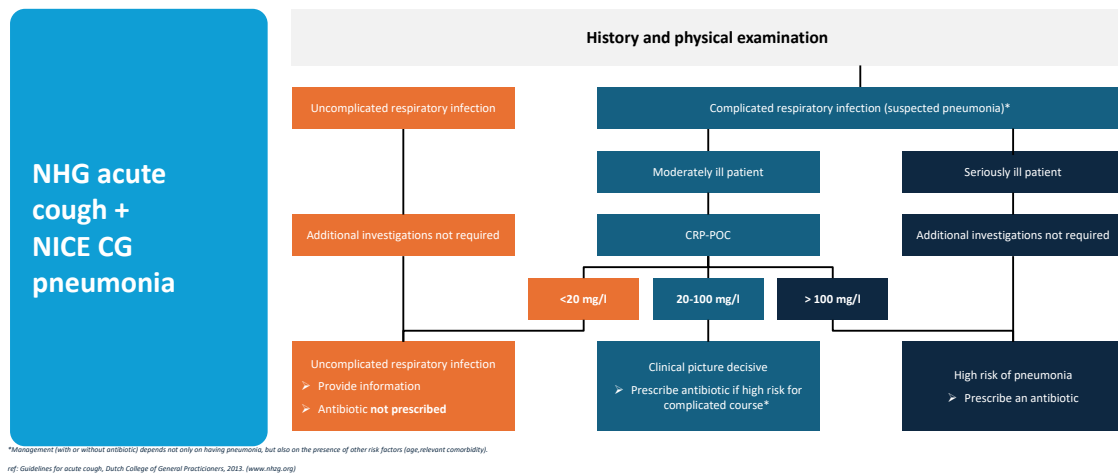 NHG acute
cough +
NICE CG
pneumonia
History and physical examination
Uncomplicated respiratory infection
Complicated respiratory infection (suspected pneumonia)*
Moderately ill patient
Seriously ill patient
Additional investigations not required
CRP-POC
Additional investigations not required
<20 mg/l
20-100 mg/l
> 100 mg/l
Uncomplicated respiratory infection
➢ Provide information
➢ Antibiotic not prescribed
Clinical picture decisive
➢ Prescribe antibiotic if high risk for
complicated course*
High risk of pneumonia
➢ Prescribe an antibiotic
*Management (with or without antibiotic) depends not only on having pneumonia, but also on the presence of other risk factors (age,relevant comorbidity).
ref: Guidelines for acute cough, Dutch College of General Practicioners, 2013. (www.nhzg.org)